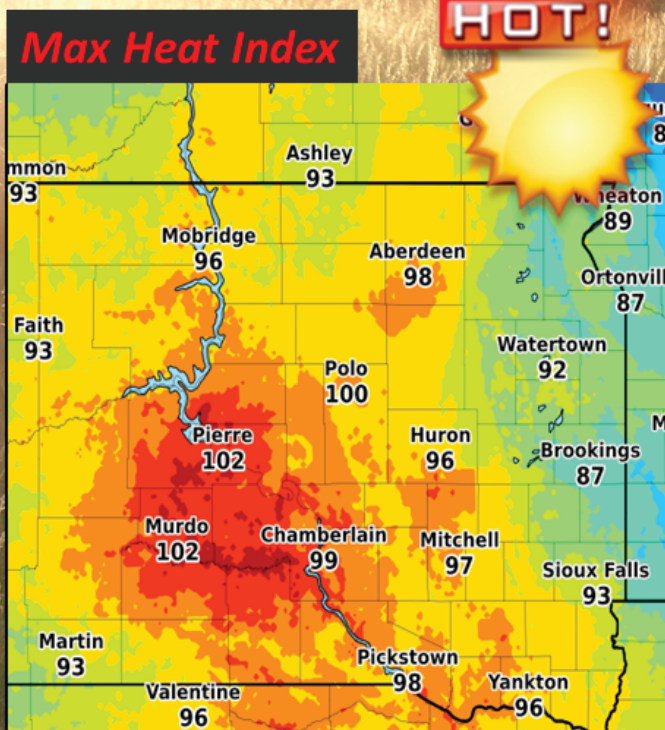 HOT!
Max Heat Index
Ashley
93
mmon
93
Wheaton
89
Mobridge
96
Aberdeen
98
Ortonvill
87
Faith
93
Watertown
92
Polo
100
Pierre
102
Huron
96
Brookings
87
M
Murdo
102
Chamberlain
99
Mitchell
97
Sioux Falls
93
Martin
93
Pickstown
98
Valentine
96
Yankton
96